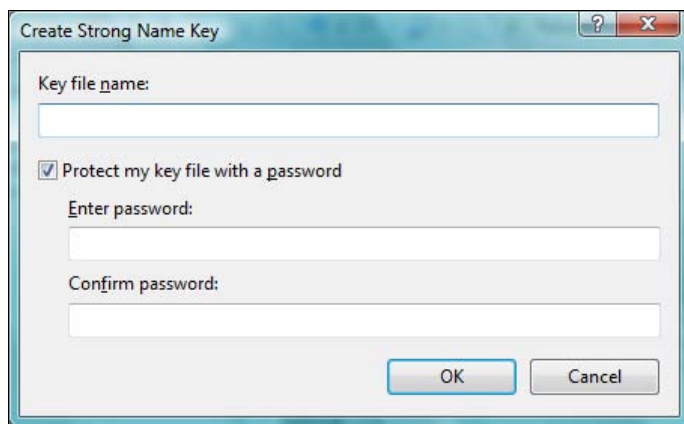 Create Strong Name Key
?
Key file name:
Protect my key file with a password
Enter password:
Confirm password:
OK
Cancel